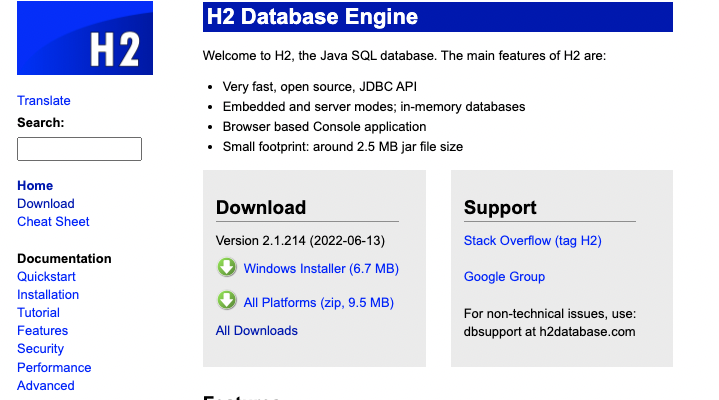 H2
Translate
Search:
Home
Download
Cheat Sheet
Documentation
Quickstart
Installation
Tutorial
Features
Security
Performance
Advanced
H2 Database Engine
Welcome to H2, the Java SQL database. The main features of H2 are:
• Very fast, open source, JDBC API
• Embedded and server modes; in-memory databases
• Browser based Console application
• Small footprint: around 2.5 MB jar file size
Download
Version 2.1.214 (2022-06-13)
Windows Installer (6.7 MB)
All Platforms (zip, 9.5 MB)
All Downloads
Support
Stack Overflow (tag H2)
Google Group
For non-technical issues, use:
dbsupport at h2database.com
Features